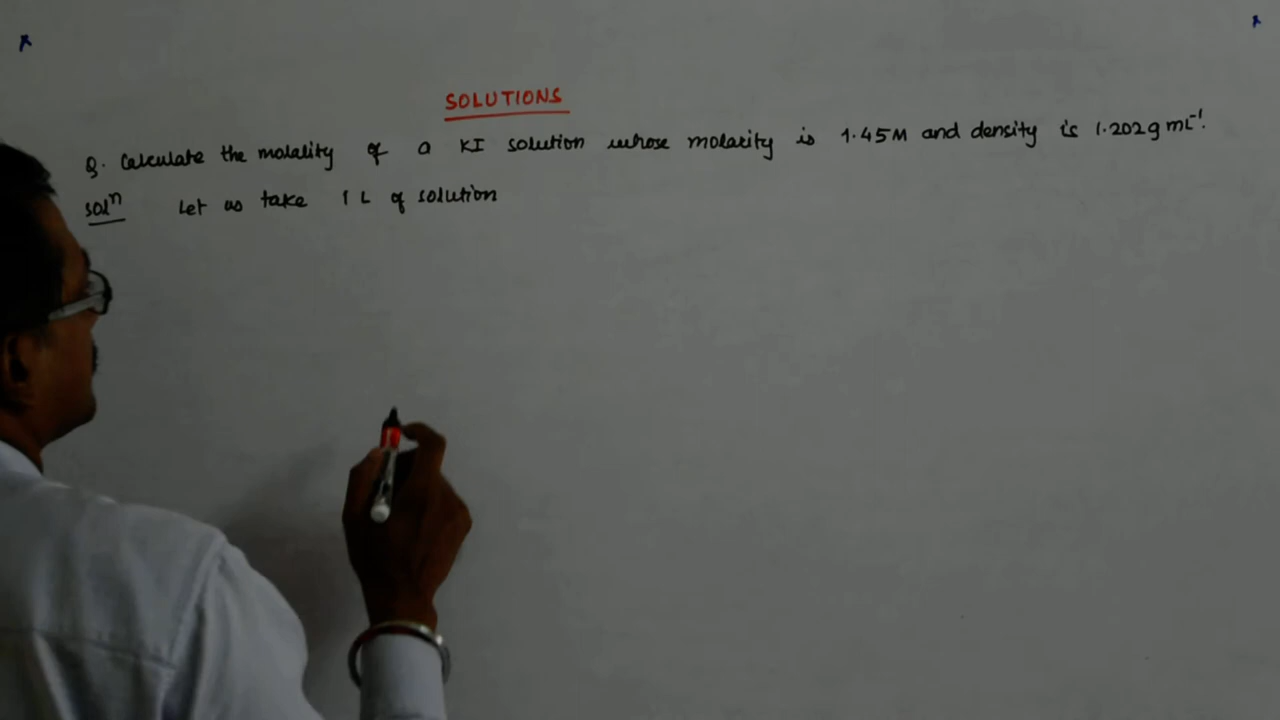 SOLUTIONS
Q. Calculate the molality of a KI solution whose molarity is 1.45M and density is 1.202g mL⁻¹.
solⁿ Let us take 1 L of solution